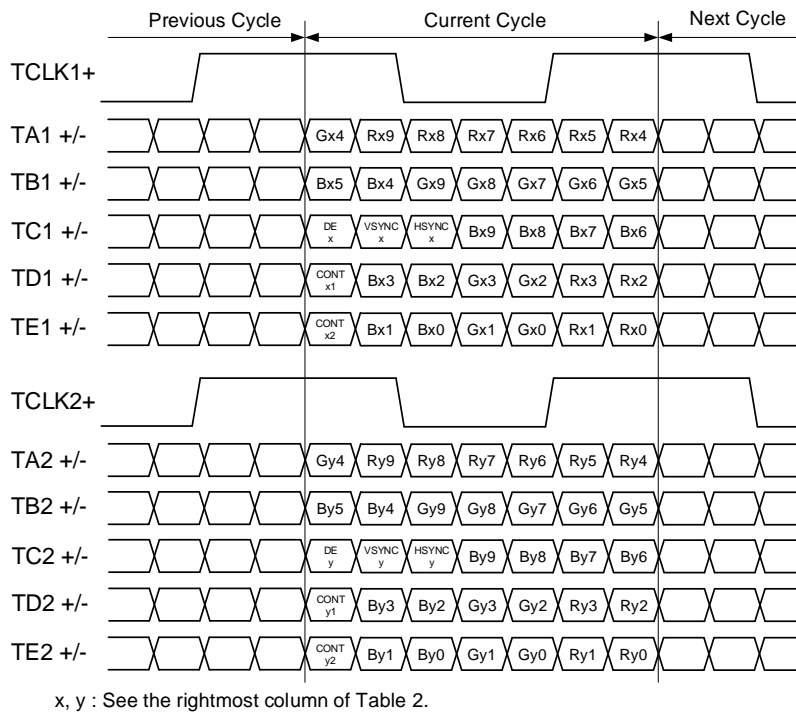 Previous Cycle Current Cycle Next Cycle
TCLK1+
TA1 +/- Gx4 Rx9 Rx8 Rx7 Rx6 Rx5 Rx4
TB1 +/- Bx5 Bx4 Gx9 Gx8 Gx7 Gx6 Gx5
TC1 +/- DE x VSYNC x HSYNC x Bx9 Bx8 Bx7 Bx6
TD1 +/- CONT x1 Bx3 Bx2 Gx3 Gx2 Rx3 Rx2
TE1 +/- CONT x2 Bx1 Bx0 Gx1 Gx0 Rx1 Rx0
TCLK2+
TA2 +/- Gy4 Ry9 Ry8 Ry7 Ry6 Ry5 Ry4
TB2 +/- By5 By4 Gy9 Gy8 Gy7 Gy6 Gy5
TC2 +/- DE y VSYNC y HSYNC y By9 By8 By7 By6
TD2 +/- CONT y1 By3 By2 Gy3 Gy2 Ry3 Ry2
TE2 +/- CONT y2 By1 By0 Gy1 Gy0 Ry1 Ry0
x, y : See the rightmost column of Table 2.